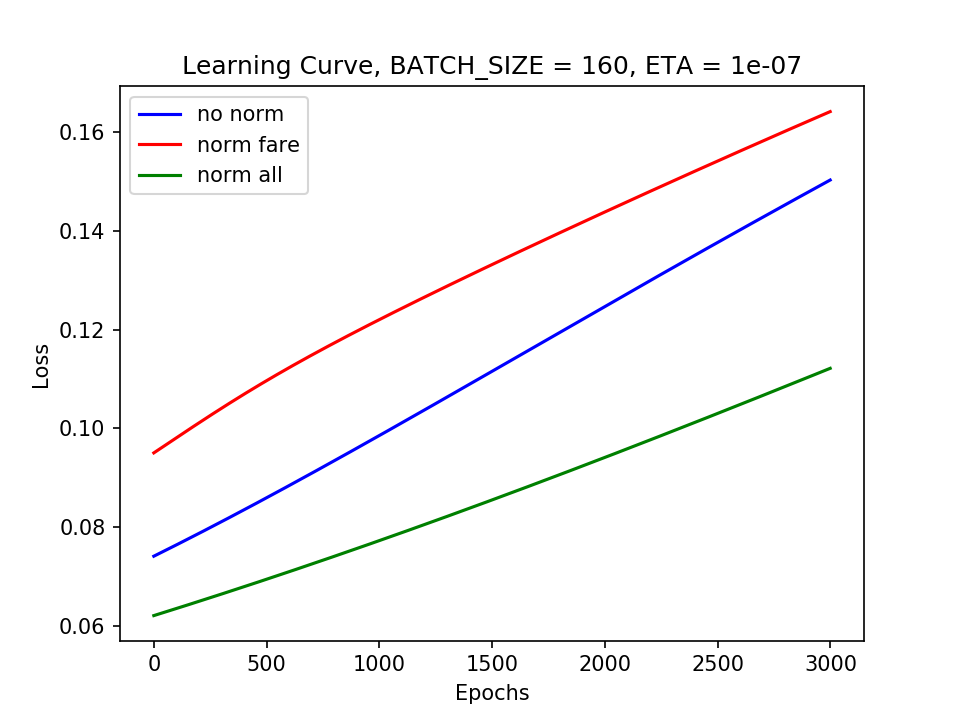 Learning Curve, BATCH_SIZE = 160, ETA = 1e-07
no norm
norm fare
norm all
0.16
0.14
0.12
0.10
0.08
0.06
Loss
0 500 1000 1500 2000 2500 3000
Epochs